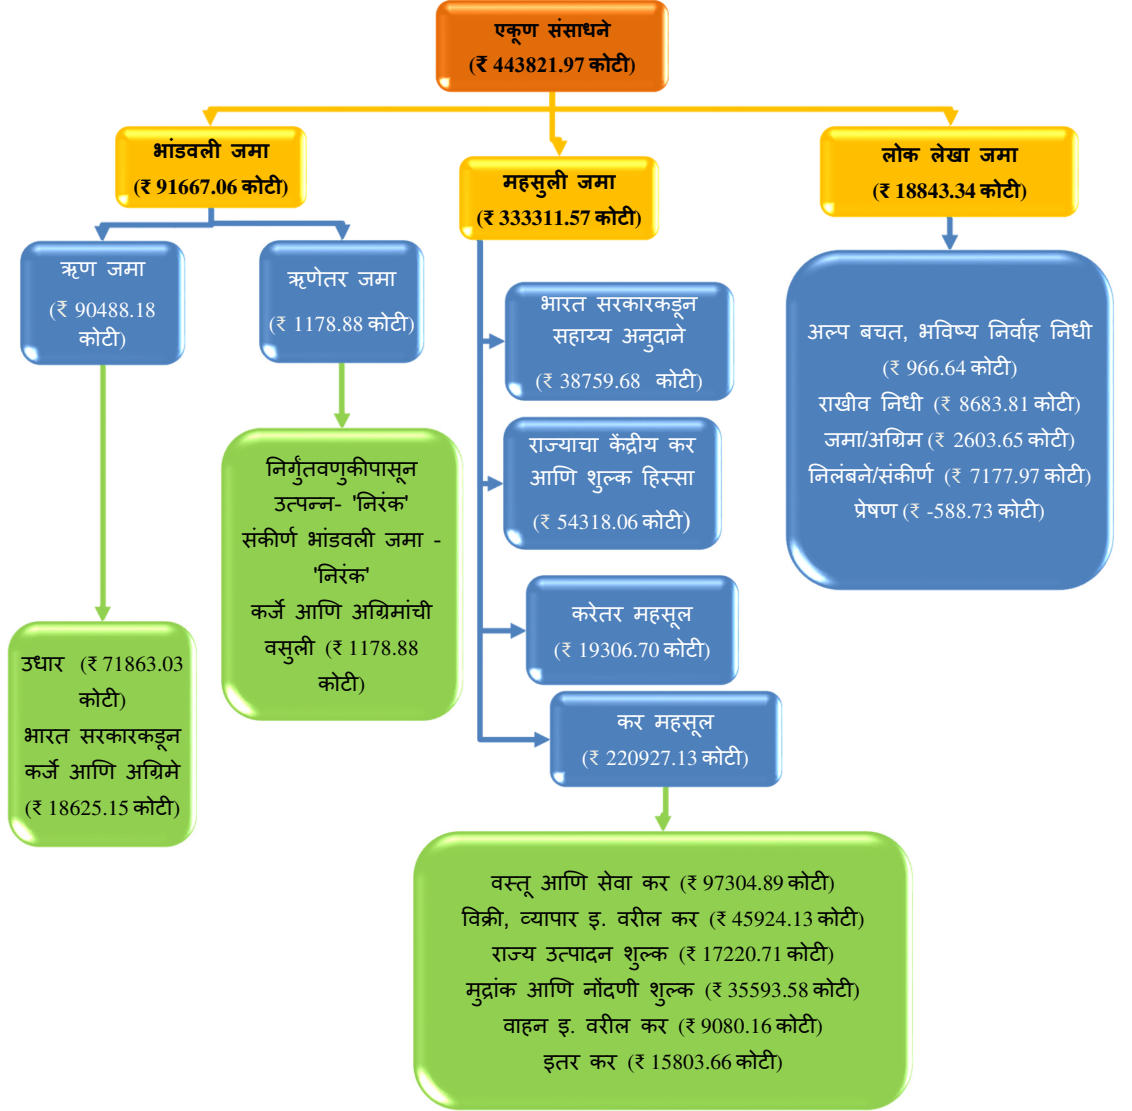 एकूण संसाधने
(₹ 443821.97 कोटी)
भांडवली जमा
(₹ 91667.06 कोटी)
महसुली जमा
(₹ 333311.57 कोटी)
लोक लेखा जमा
(₹ 18843.34 कोटी)
ऋण जमा
(₹ 90488.18
कोटी)
ऋणेतर जमा
(₹ 1178.88 कोटी)
भारत सरकारकडून
सहाय्य अनुदाने
(₹ 38759.68 कोटी)
राज्याचा केंद्रीय कर
आणि शुल्क हिस्सा
(₹ 54318.06 कोटी)
करेतर महसूल
(₹ 19306.70 कोटी)
कर महसूल
(₹ 220927.13 कोटी)
अल्प बचत, भविष्य निर्वाह निधी
(₹ 966.64 कोटी)
राखीव निधी (₹ 8683.81 कोटी)
जमा/अग्रिम (₹ 2603.65 कोटी)
निलंबने/संकीर्ण (₹ 7177.97 कोटी)
प्रेषण (₹ -588.73 कोटी)
निर्गुंतवणुकीपासून
उत्पन्न- 'निरंक'
संकीर्ण भांडवली जमा -
'निरंक'
कर्जे आणि अग्रिमांची
वसुली (₹ 1178.88
कोटी)
उधार (₹ 71863.03
कोटी)
भारत सरकारकडून
कर्जे आणि अग्रिमे
(₹ 18625.15 कोटी)
वस्तू आणि सेवा कर (₹ 97304.89 कोटी)
विक्री, व्यापार इ. वरील कर (₹ 45924.13 कोटी)
राज्य उत्पादन शुल्क (₹ 17220.71 कोटी)
मुद्रांक आणि नोंदणी शुल्क (₹ 35593.58 कोटी)
वाहन इ. वरील कर (₹ 9080.16 कोटी)
इतर कर (₹ 15803.66 कोटी)